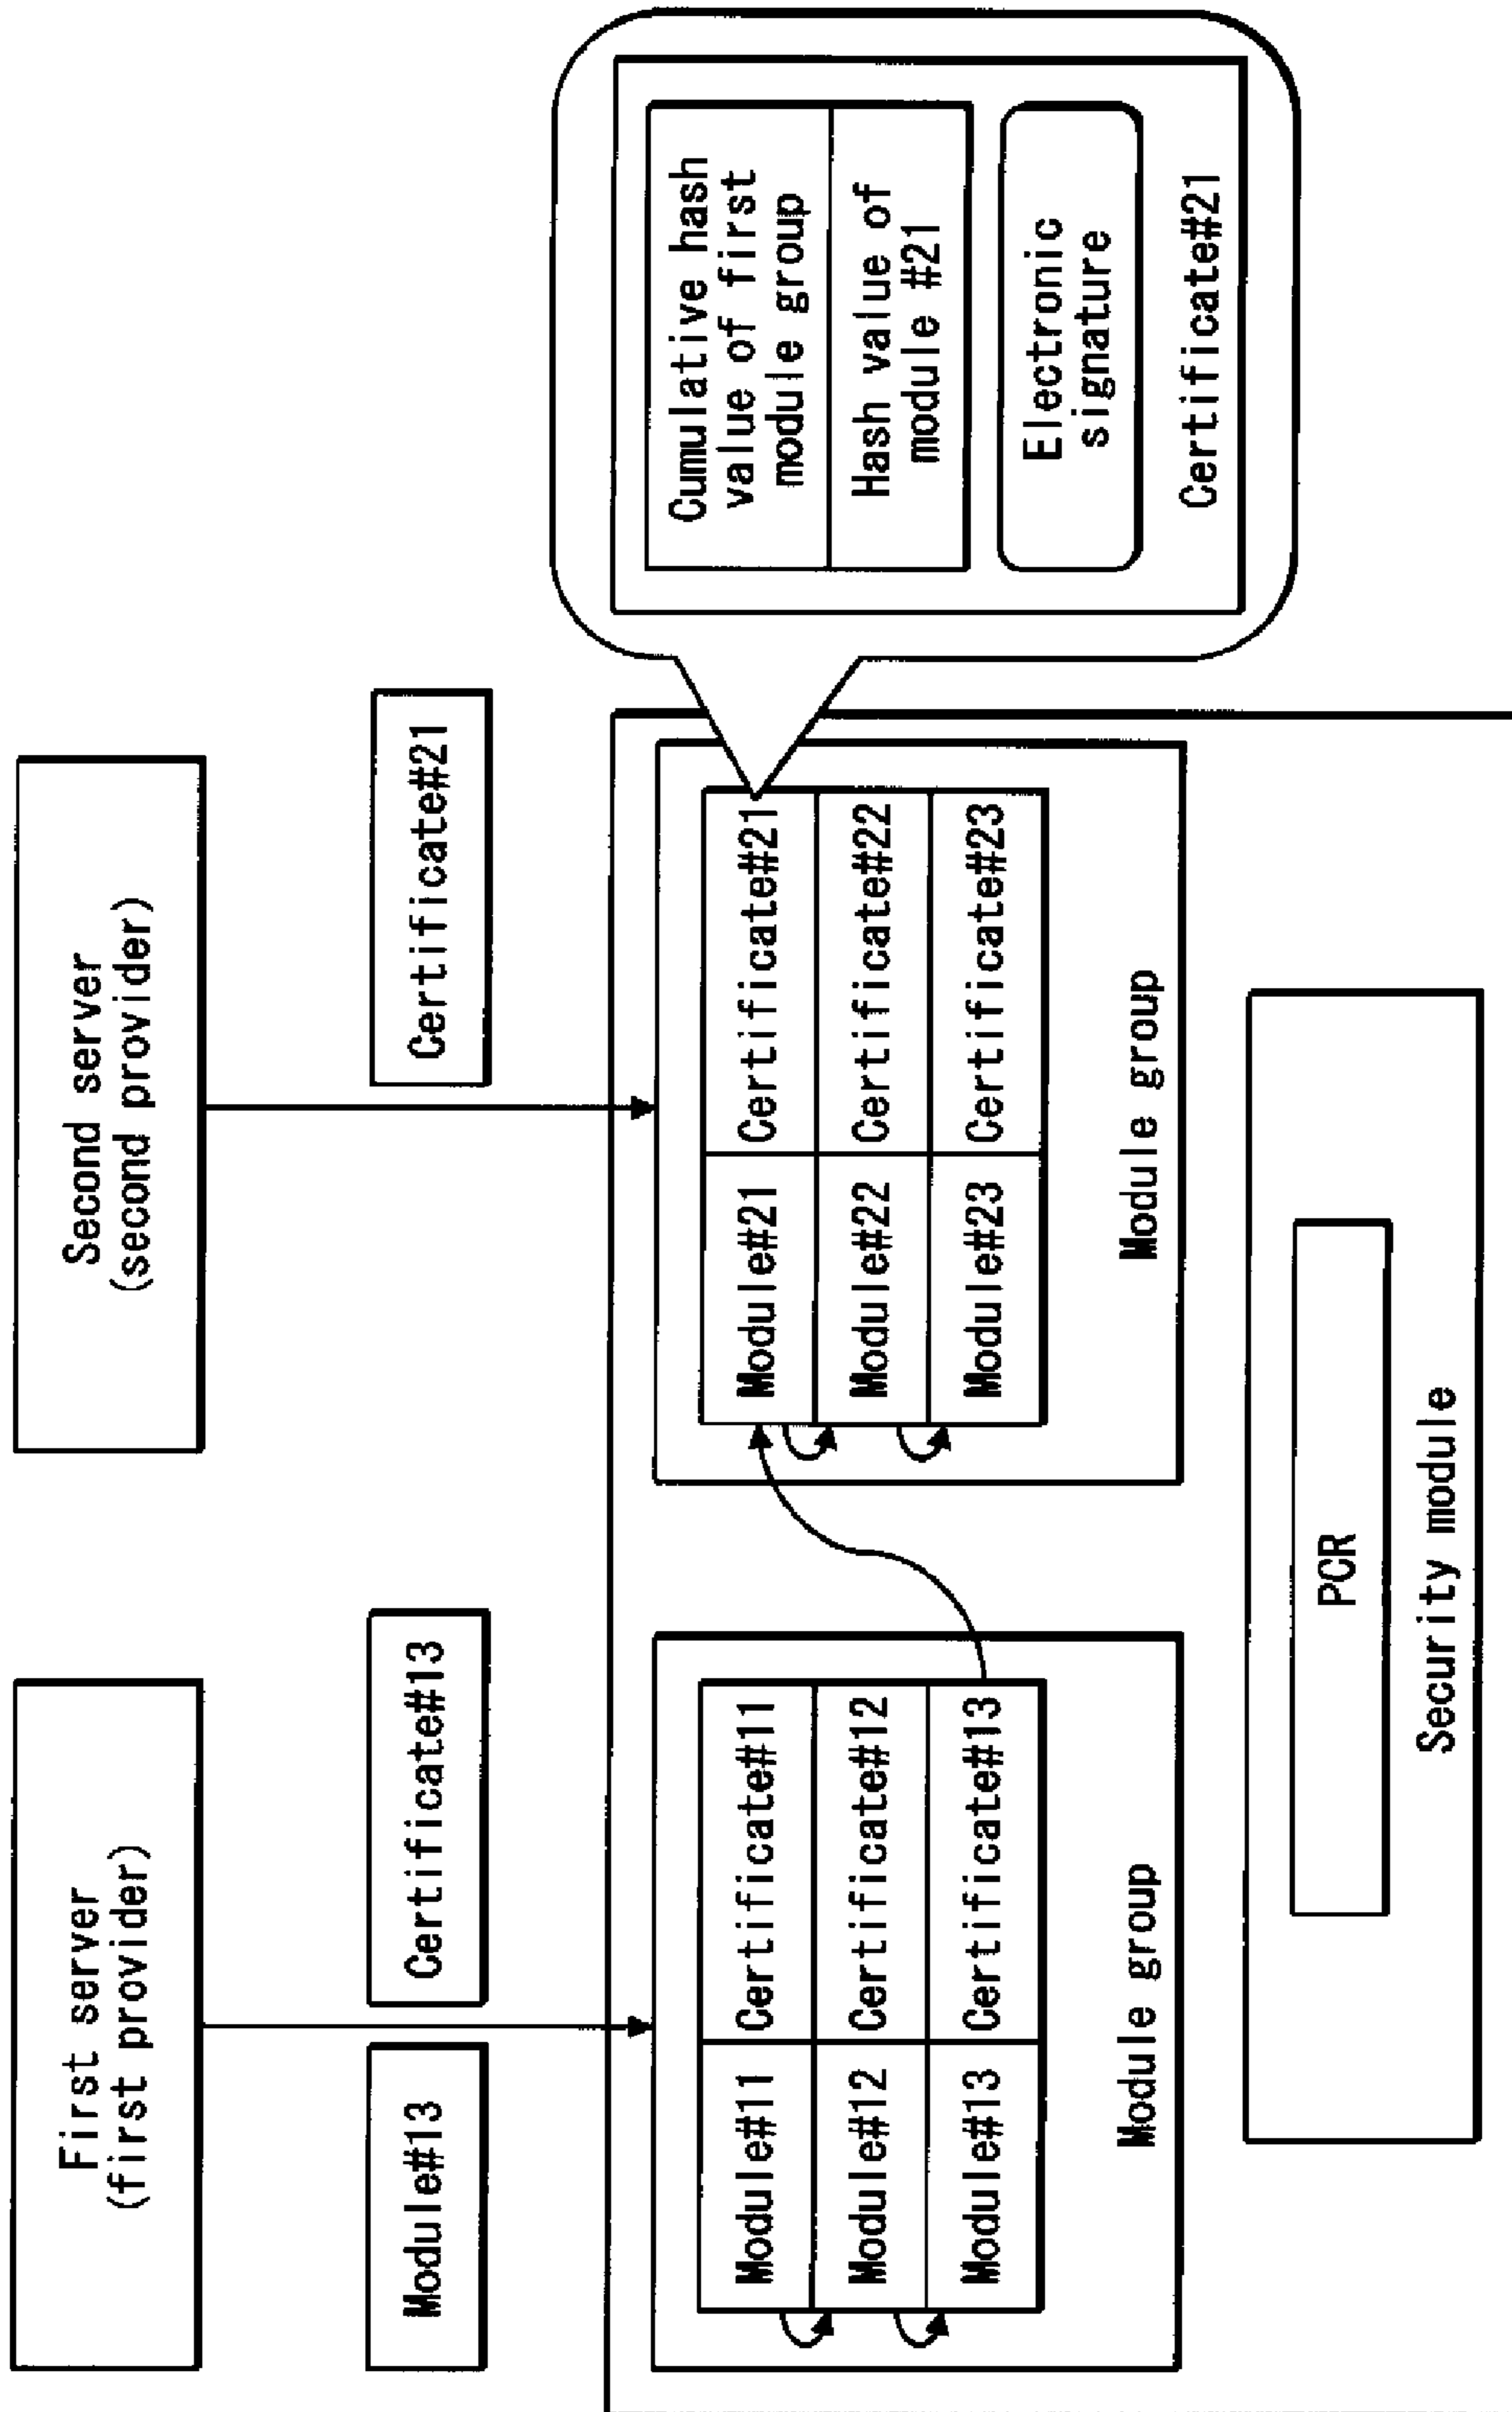 First server
(first provider)
Second server
(second provider)
Module#13
Certificate#13
Certificate#21
Module#11
Certificate#11
Module#12
Certificate#12
Module#13
Certificate#13
Module group
Module#21
Certificate#21
Module#22
Certificate#22
Module#23
Certificate#23
Module group
Cumulative hash
value of first
module group
Hash value of
module #21
Electronic
signature
Certificate#21
PCR
Security module